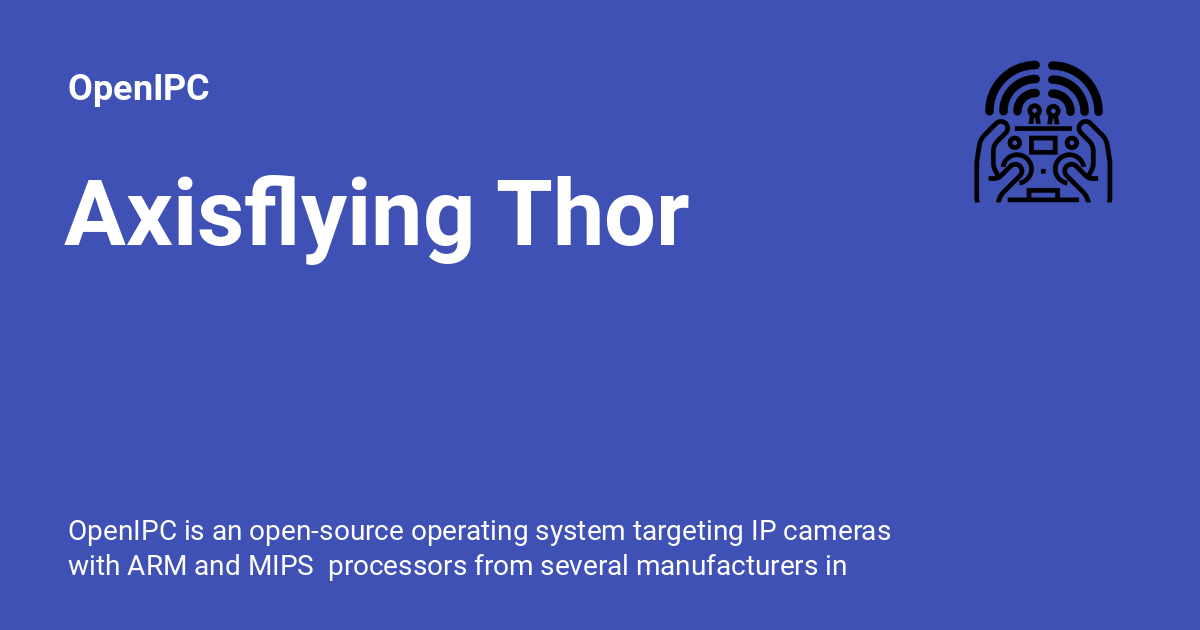 OpenIPC
Axisflying Thor
OpenIPC is an open-source operating system targeting IP cameras
with ARM and MIPS  processors from several manufacturers in